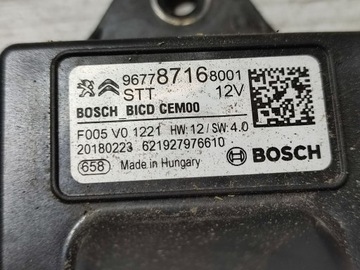 96778716 8001
STT 12V
BOSCH BICD CEM00
F005 V0 1221 HW:12/SW:4.0
20180223 621927976610
658 Made in Hungary BOSCH